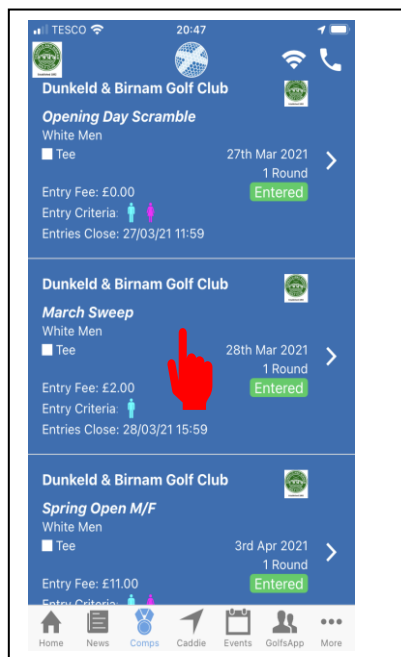 TESCO 20:47
Dunkeld & Birnam Golf Club
Opening Day Scramble
White Men
Tee 27th Mar 2021
1 Round
Entry Fee: £0.00 Entered
Entry Criteria:
Entries Close: 27/03/21 11:59
Dunkeld & Birnam Golf Club
March Sweep
White Men
Tee 28th Mar 2021
1 Round
Entry Fee: £2.00 Entered
Entry Criteria:
Entries Close: 28/03/21 15:59
Dunkeld & Birnam Golf Club
Spring Open M/F
White Men
Tee 3rd Apr 2021
1 Round
Entry Fee: £11.00 Entered
Entry Criteria:
Home News Comps Caddie Events GolfsApp More